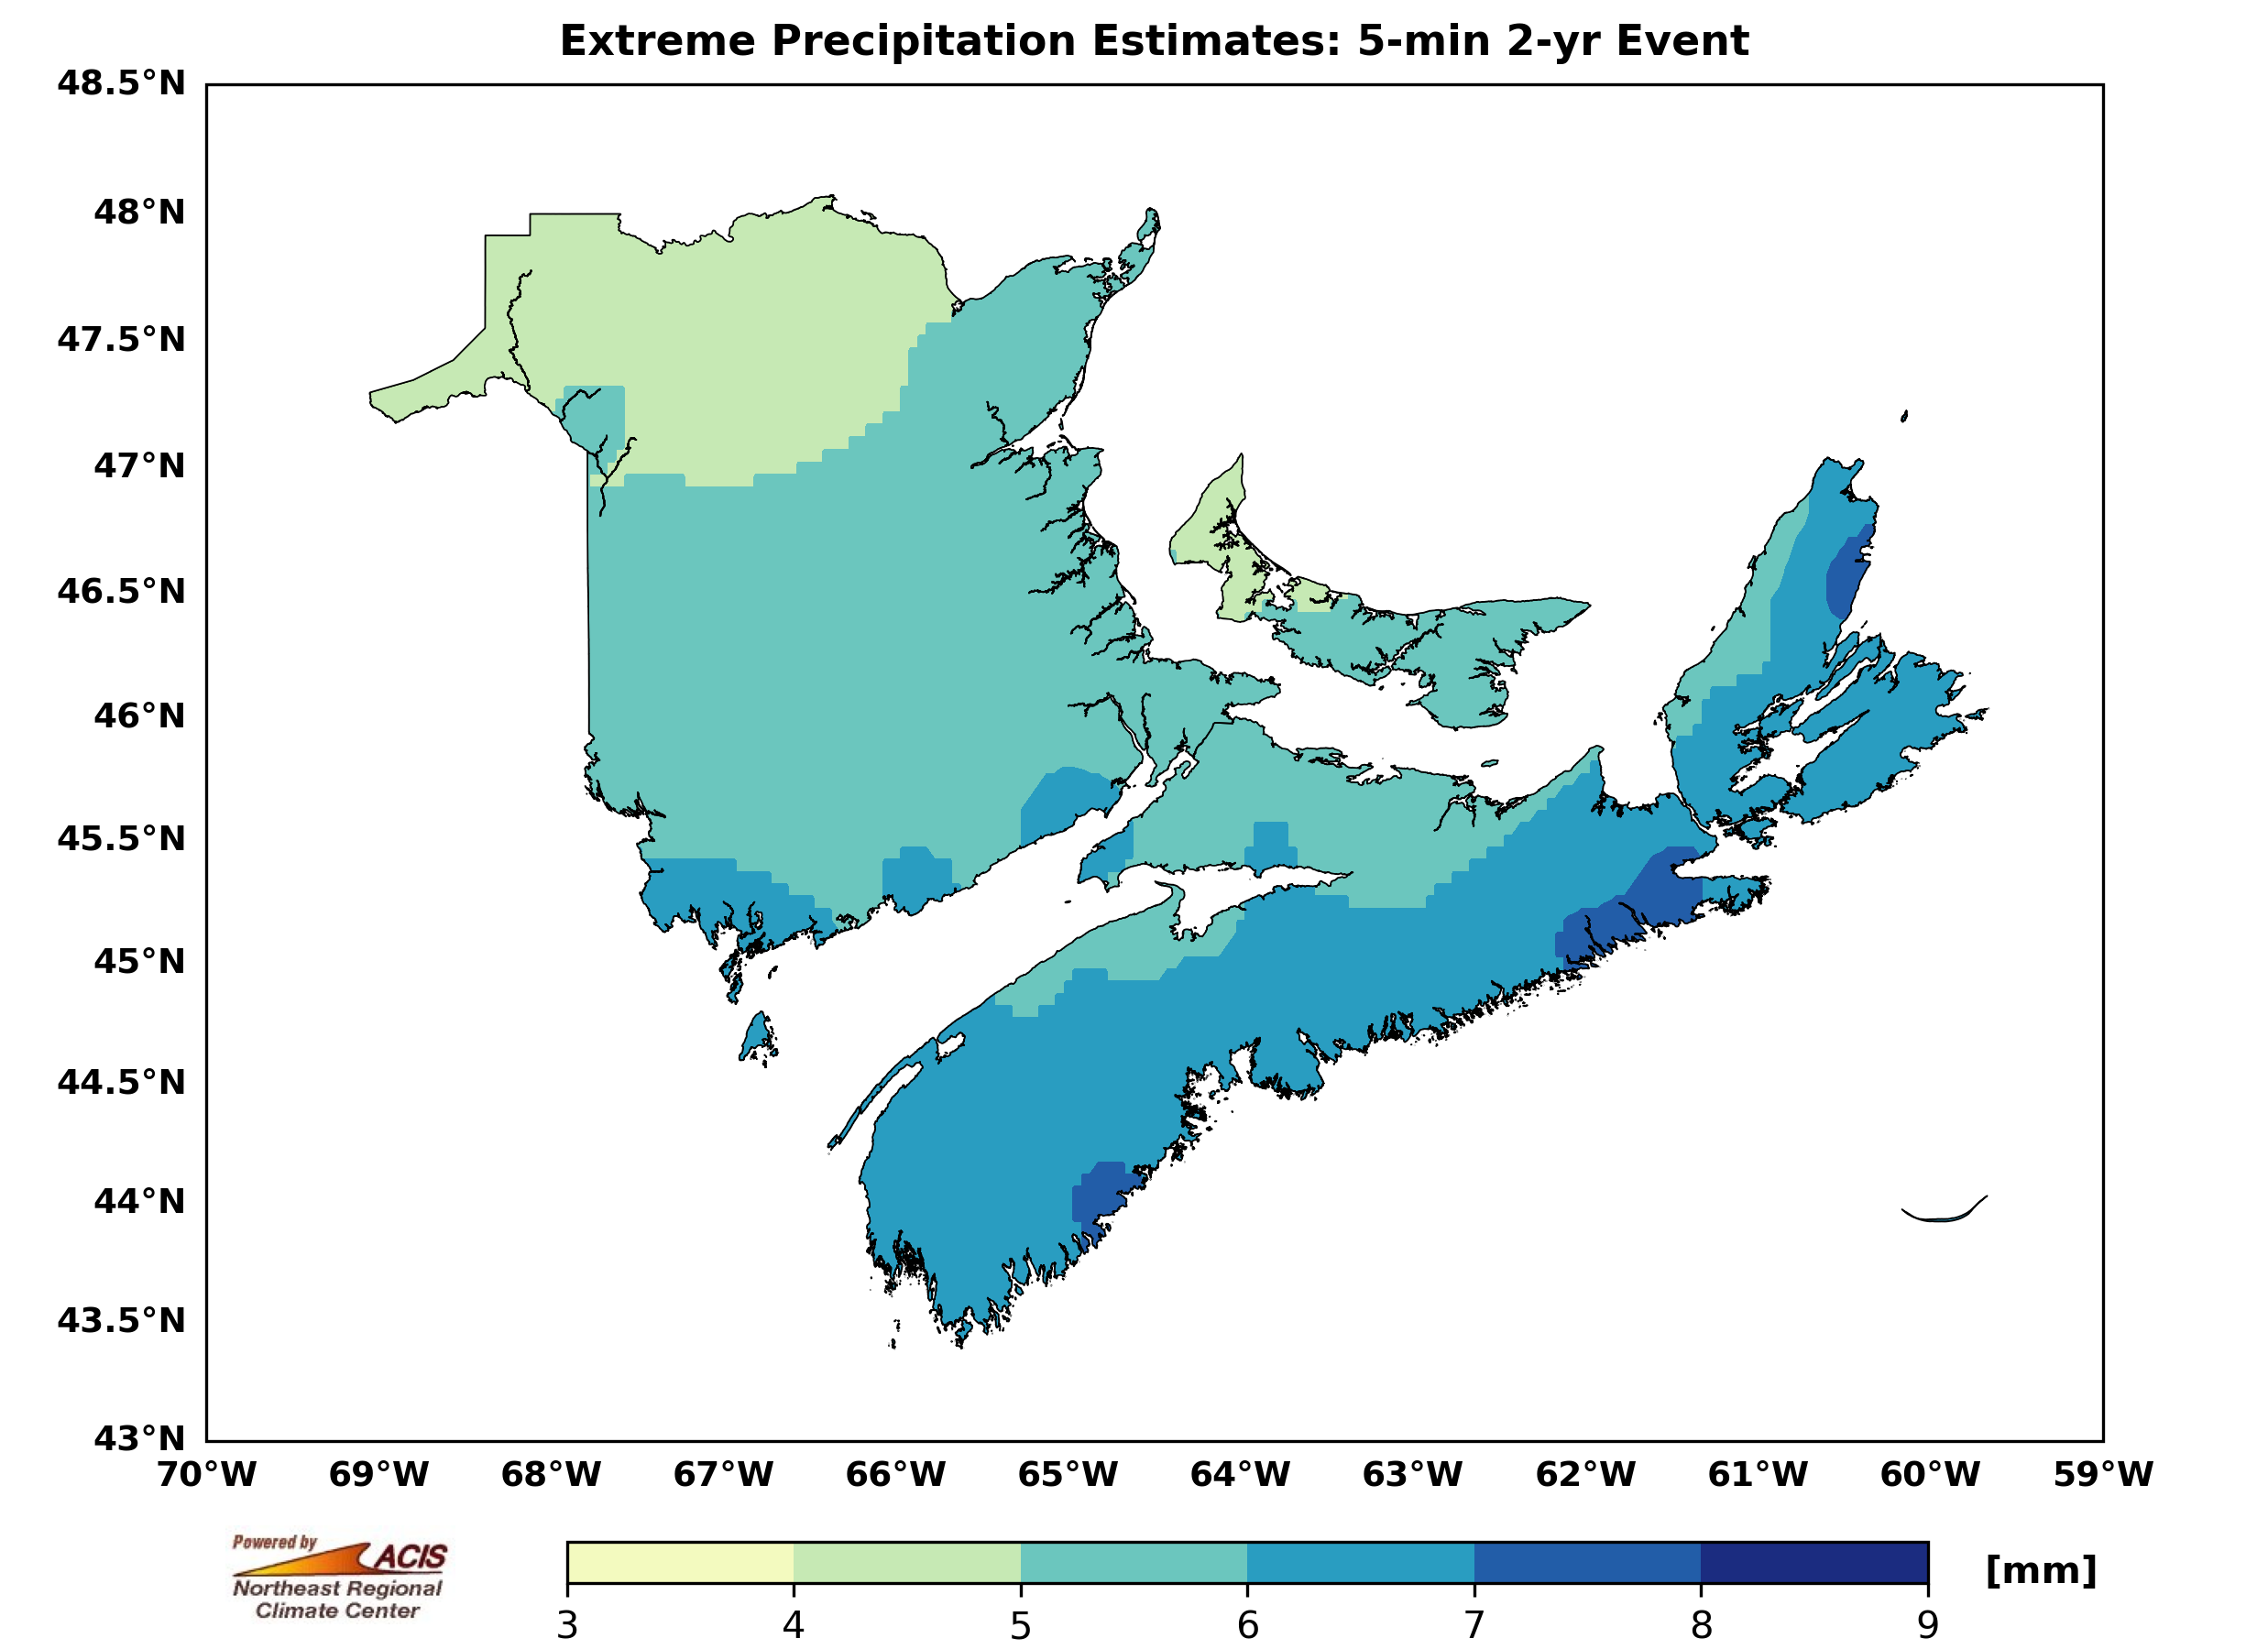 Extreme Precipitation Estimates: 5-min 2-yr Event
48.5°N
48°N
47.5°N
47°N
46.5°N
46°N
45.5°N
45°N
44.5°N
44°N
43.5°N
43°N
70°W 69°W 68°W 67°W 66°W 65°W 64°W 63°W 62°W 61°W 60°W 59°W
Powered by
ACIS
Northeast Regional
Climate Center
[mm]
3 4 5 6 7 8 9